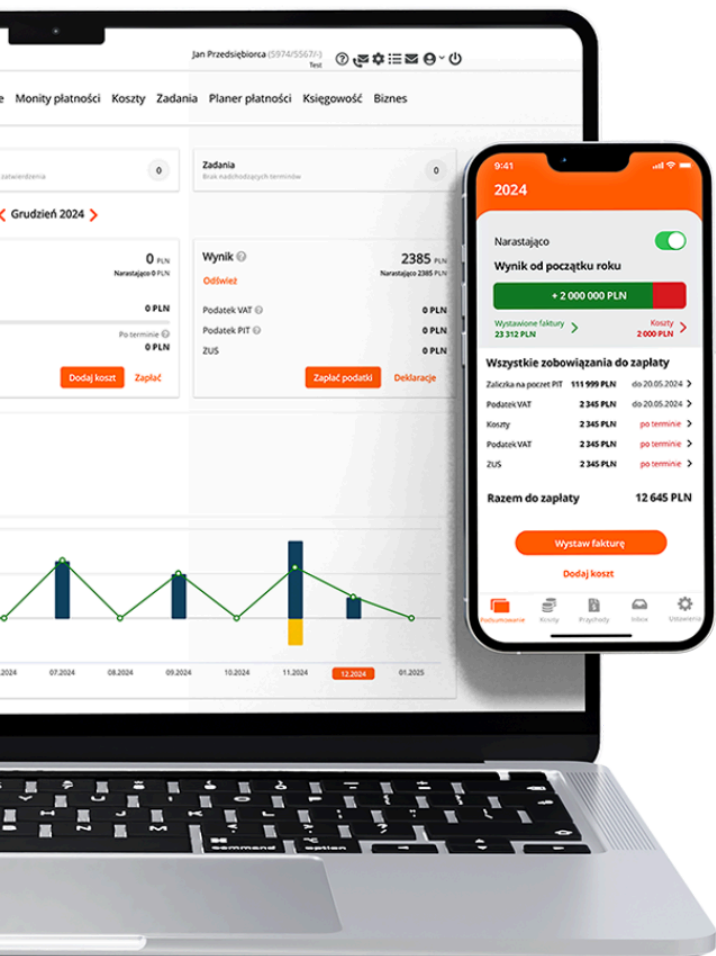 Jan Przedsiębiorca (5974/5567/-)
Test
Monity płatności Koszty Zadania Planer płatności Księgowość Biznes
zatwierdzenia
0
Zadania
Brak nadchodzących terminów
0
Grudzień 2024
0 PLN
Narastająco 0 PLN
0 PLN
Po terminie
0 PLN
Dodaj koszt Zapłać
Wynik
2385 PLN
Odśwież
Narastająco 2385 PLN
Podatek VAT 0 PLN
Podatek PIT 0 PLN
ZUS 0 PLN
Zapłać podatki Deklaracje
.2024 07.2024 08.2024 09.2024 10.2024 11.2024 12.2024 01.2025
command option
9:41
2024
Narastająco
Wynik od początku roku
+ 2 000 000 PLN
Wystawione faktury
23 312 PLN
Koszty
2 000 PLN
Wszystkie zobowiązania do zapłaty
Zaliczka na poczet PIT 111 999 PLN do 20.05.2024
Podatek VAT 2 345 PLN do 20.05.2024
Koszty 2 345 PLN po terminie
Podatek VAT 2 345 PLN po terminie
ZUS 2 345 PLN po terminie
Razem do zapłaty 12 645 PLN
Wystaw fakturę
Dodaj koszt
Podsumowanie Koszty Przychody Inbox Ustawienia